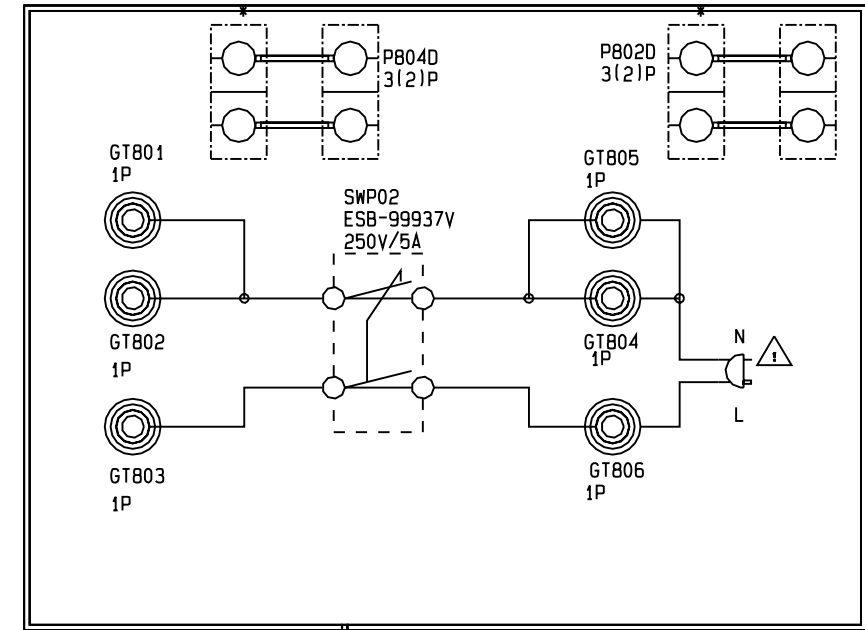 P804D
3(2)P
P802D
3(2)P
GT801
1P
SWP02
ESB-99937V
250V/5A
GT805
1P
GT802
1P
GT804
1P
N
!
L
GT803
1P
GT806
1P